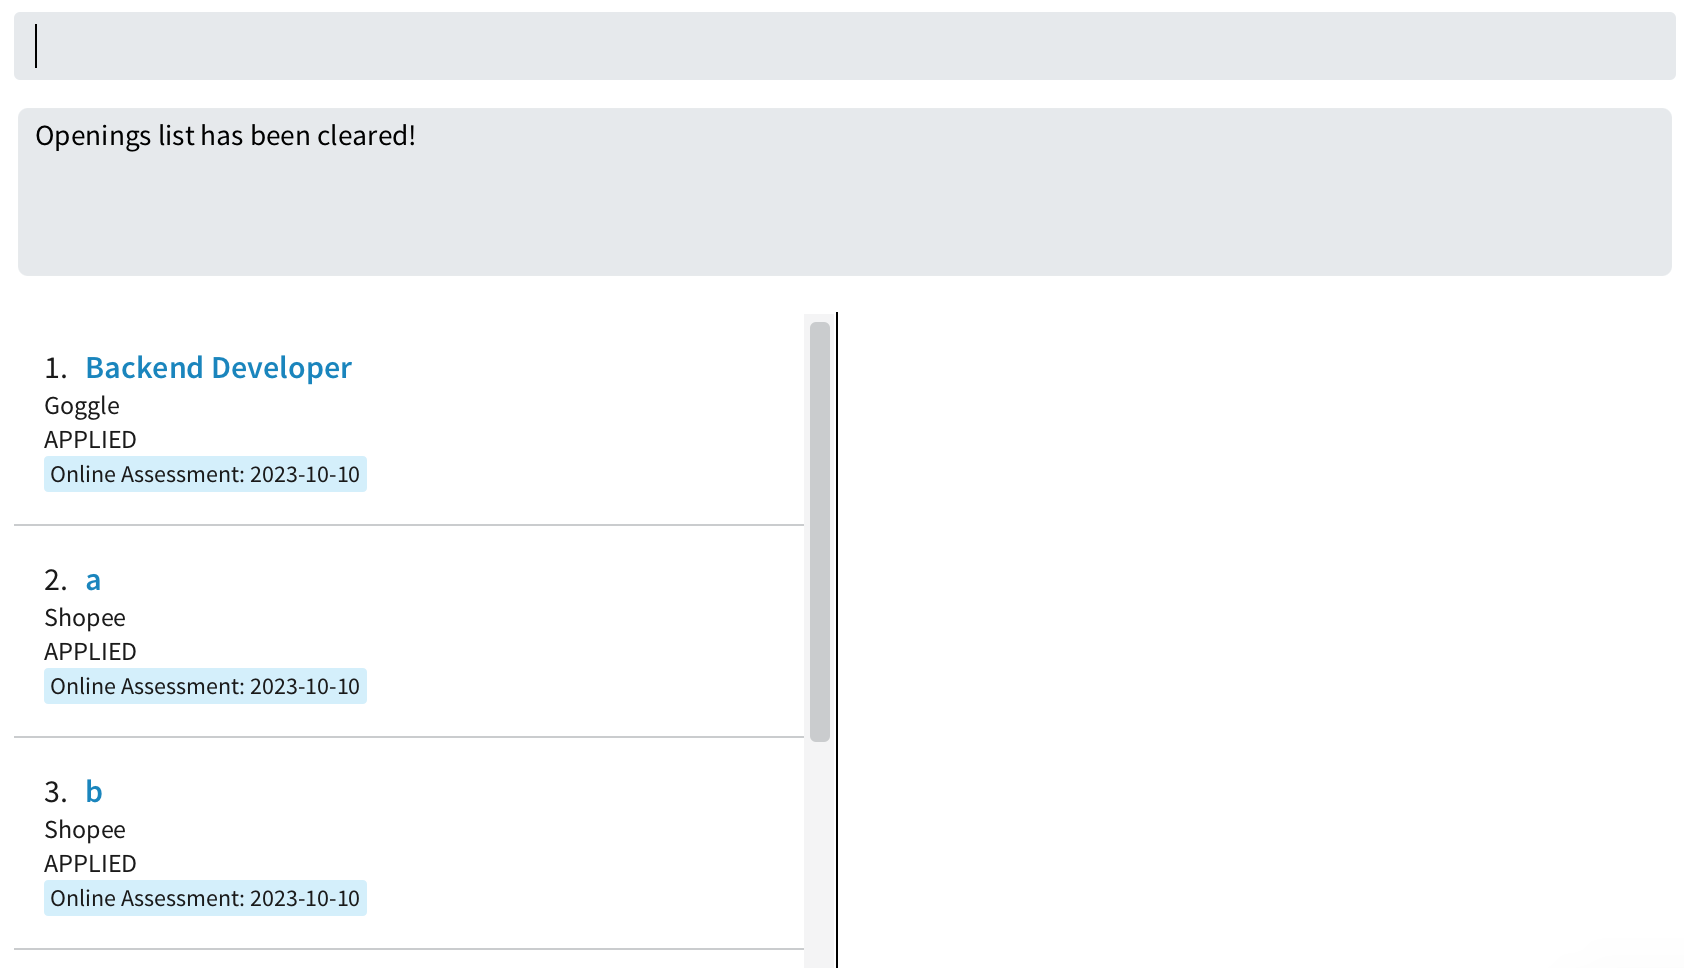 Openings list has been cleared!
1. Backend Developer
Goggle
APPLIED
Online Assessment: 2023-10-10
2. a
Shopee
APPLIED
Online Assessment: 2023-10-10
3. b
Shopee
APPLIED
Online Assessment: 2023-10-10